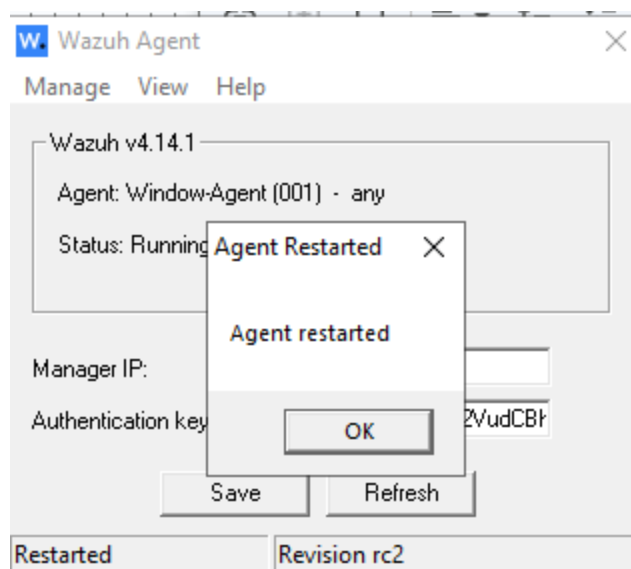 W. Wazuh Agent
Manage View Help
Wazuh v4.14.1
Agent: Window-Agent (001) - any
Status: Running
Agent Restarted
Agent restarted
Manager IP:
Authentication key
OK
Save Refresh
Restarted Revision rc2